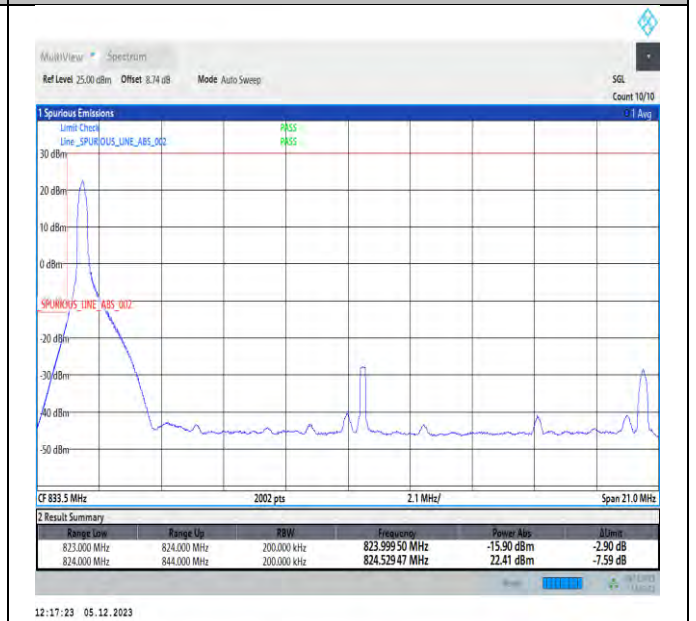 MultiView Spectrum
Ref Level 25.00 dBm Offset 8.74 dB Mode Auto Sweep SGL
Count 10/10
1 Spurious Emissions 1 Avg
Limit Check PASS
Line _SPURIOUS_LINE_ABS_002 PASS
30 dBm
20 dBm
10 dBm
0 dBm
SPURIOUS_LINE_ABS_002
-20 dBm
-30 dBm
-40 dBm
-50 dBm
CF 833.5 MHz 2002 pts 2.1 MHz/ Span 21.0 MHz
2 Result Summary
Range Low Range Up RBW Frequency Power Abs ΔLimit
823.000 MHz 824.000 MHz 200.000 kHz 823.99950 MHz -15.90 dBm -2.90 dB
824.000 MHz 844.000 MHz 200.000 kHz 824.52947 MHz 22.41 dBm -7.59 dB
12:17:23 05.12.2023